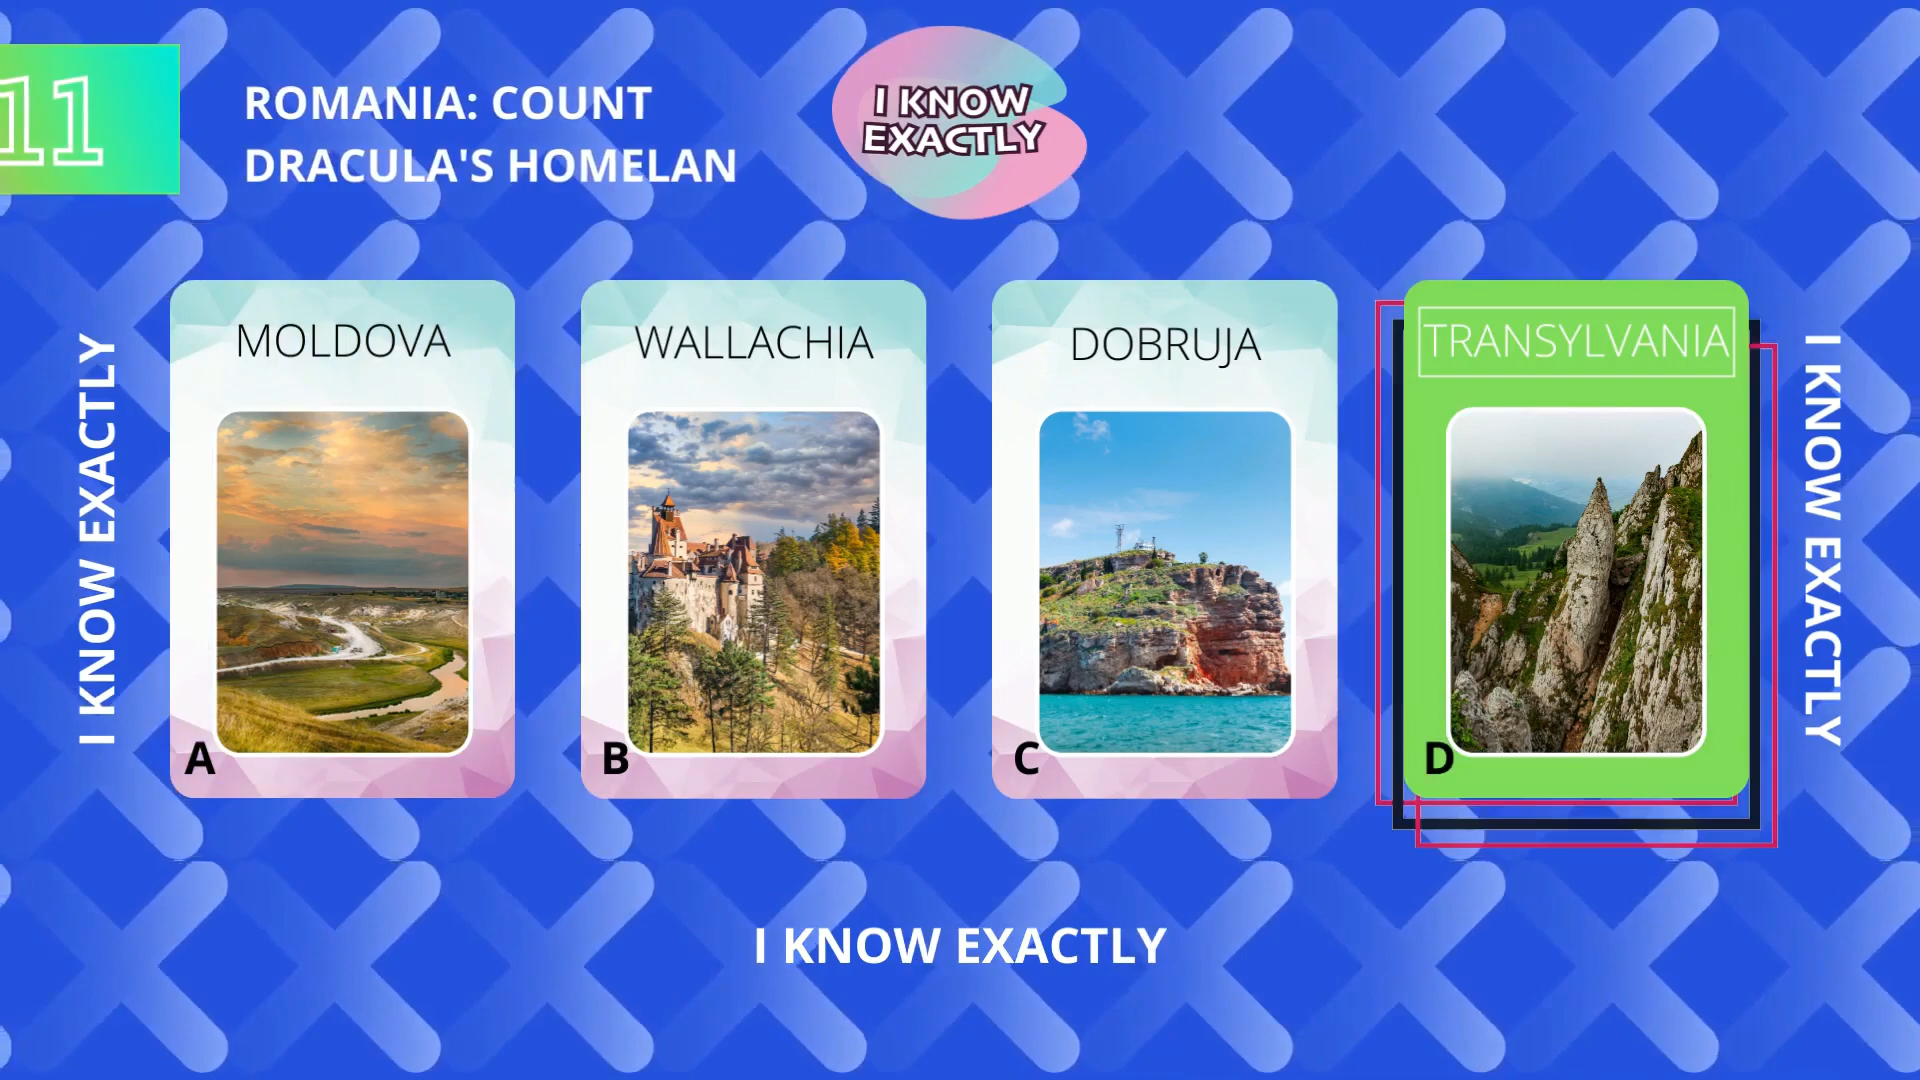 11
ROMANIA: COUNT
DRACULA'S HOMELAN
I KNOW
EXACTLY
I KNOW EXACTLY
MOLDOVA
A
WALLACHIA
B
DOBRUJA
C
TRANSYLVANIA
D
I KNOW EXACTLY
I KNOW EXACTLY